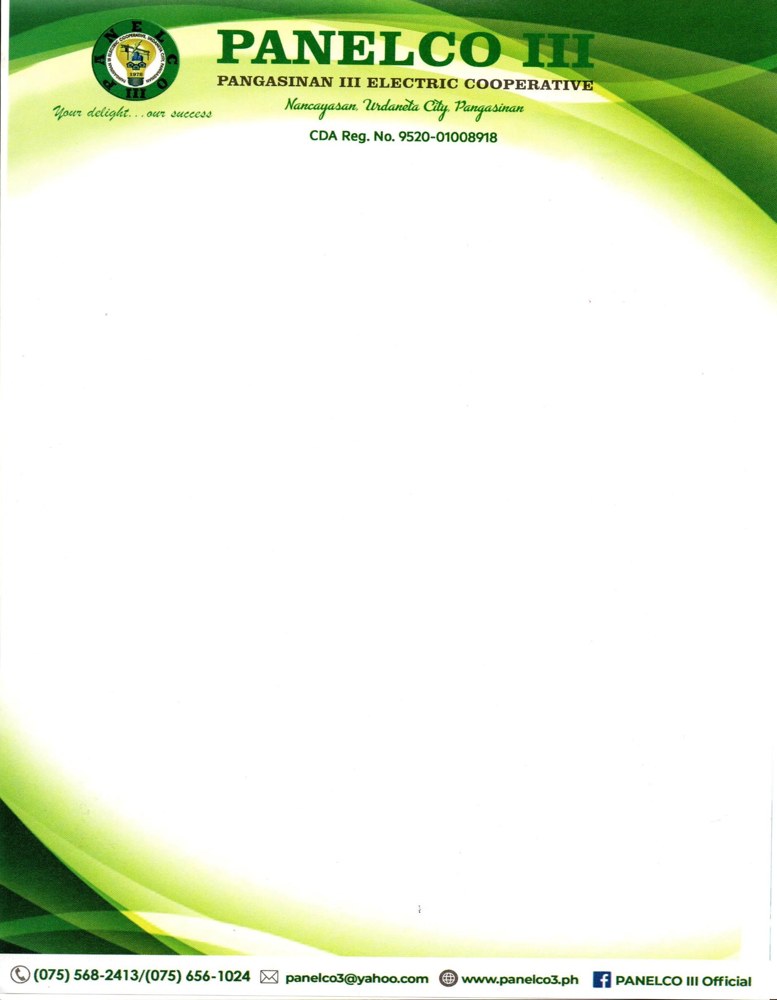 PANELCO III
PANGASINAN III ELECTRIC COOPERATIVE, URDANETA CITY, PANGASINAN
1978
Your delight...our success
PANELCO III
PANGASINAN III ELECTRIC COOPERATIVE
Nancayasan, Urdaneta City, Pangasinan
CDA Reg. No. 9520-01008918
(075) 568-2413/(075) 656-1024 panelco3@yahoo.com www.panelco3.ph f PANELCO III Official